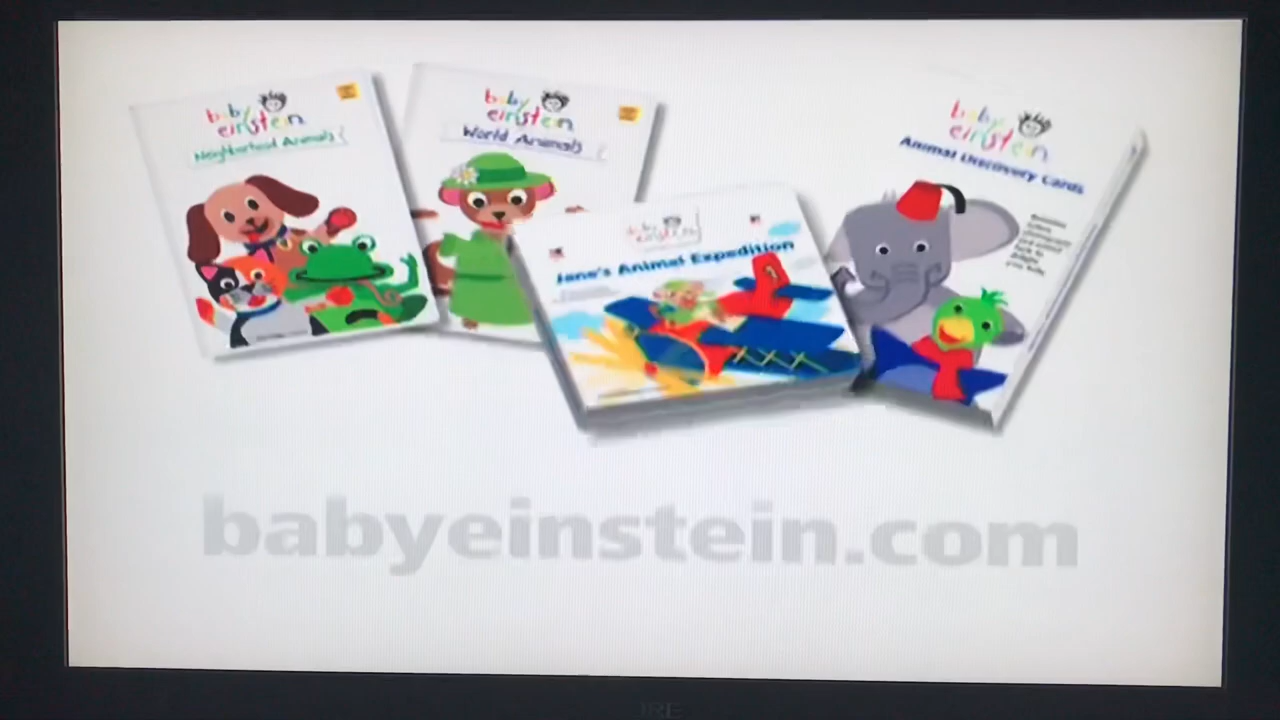 baby
einstein
Neighborhood Animals
baby
einstein
World Animals
baby
einstein
Jane's Animal Expedition
baby
einstein
Animal Discovery Cards
babyeinstein.com